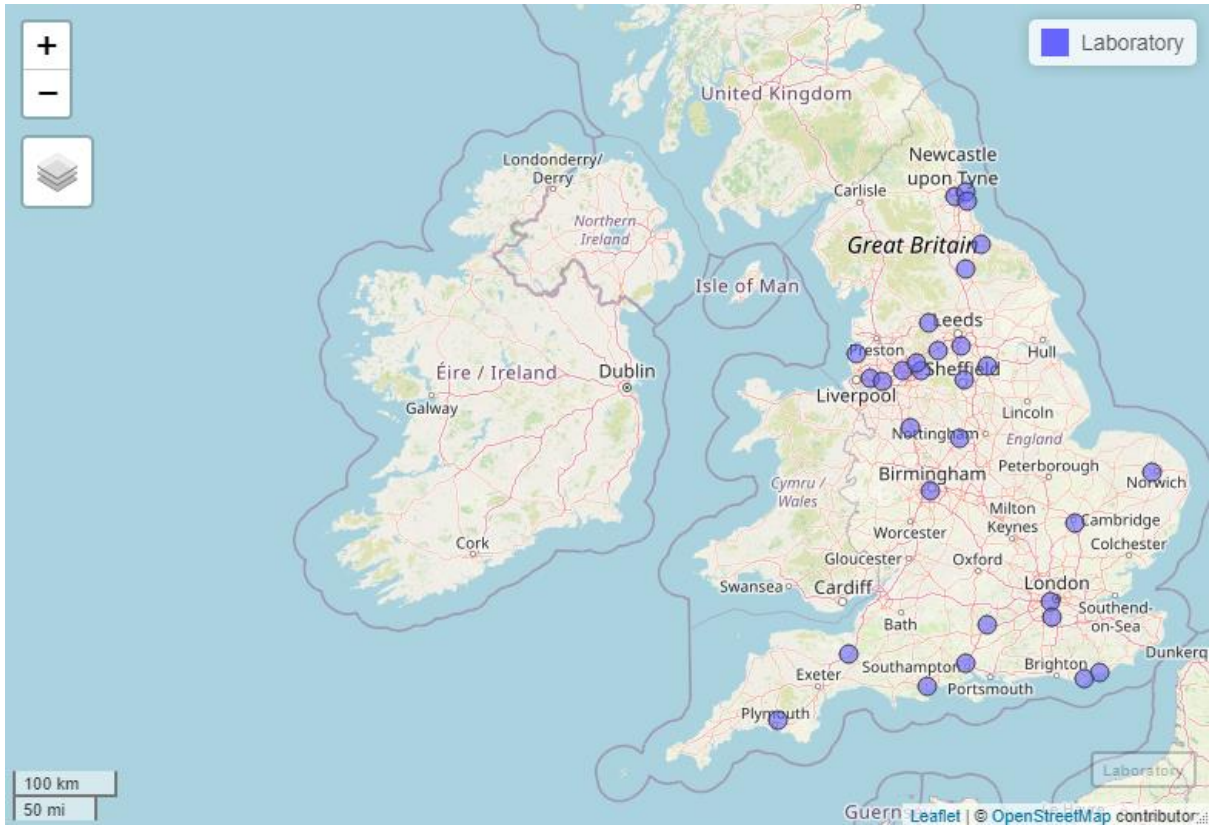 +
−
Laboratory
United Kingdom
Londonderry/
Derry
Newcastle
upon Tyne
Carlisle
Northern
Ireland
Great Britain
Isle of Man
Leeds
Preston
Hull
Éire / Ireland
Dublin
Sheffield
Liverpool
Galway
Lincoln
Nottingham
England
Birmingham
Peterborough
Norwich
Cymru /
Wales
Milton
Keynes
Worcester
Cambridge
Colchester
Cork
Gloucester
Oxford
Swansea
Cardiff
London
Southend-
on-Sea
Bath
Exeter
Southampton
Brighton
Dunkerq
Portsmouth
Plymouth
Laboratory
100 km
50 mi
Guerns
Le Havre
Leaflet | © OpenStreetMap contributor